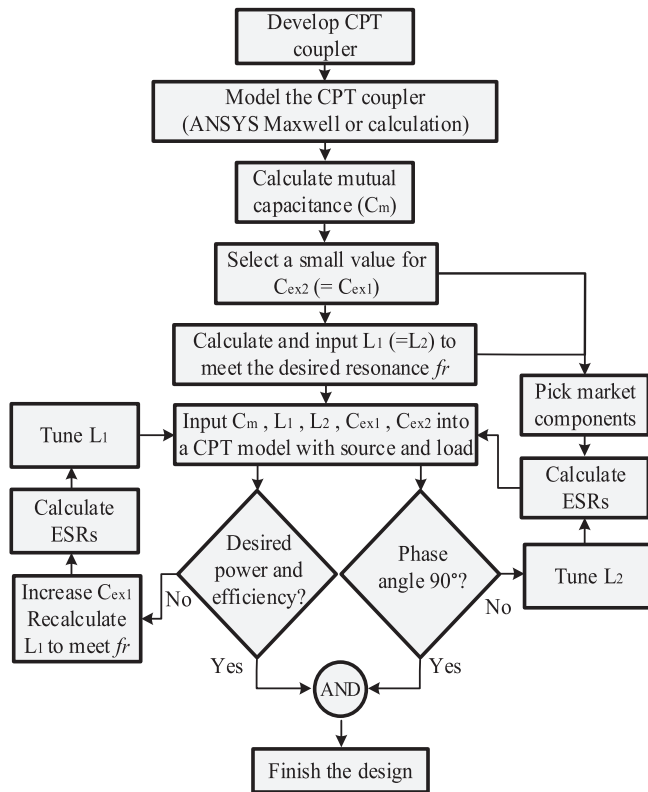 Develop CPT
coupler
Model the CPT coupler
(ANSYS Maxwell or calculation)
Calculate mutual
capacitance (Cm)
Select a small value for
Cex2 (= Cex1)
Calculate and input L1 (=L2) to
meet the desired resonance fr
Pick market
components
Tune L1
Input Cm , L1 , L2 , Cex1 , Cex2 into
a CPT model with source and load
Calculate
ESRs
Calculate
ESRs
Desired
power and
efficiency?
Phase
angle 90°?
Tune L2
Increase Cex1
Recalculate
L1 to meet fr
No
No
Yes
Yes
AND
Finish the design